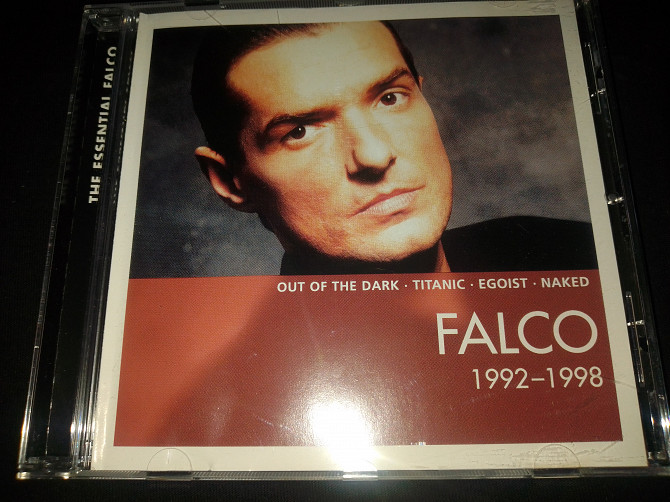 THE ESSENTIAL FALCO
OUT OF THE DARK · TITANIC · EGOIST · NAKED
FALCO
1992–1998